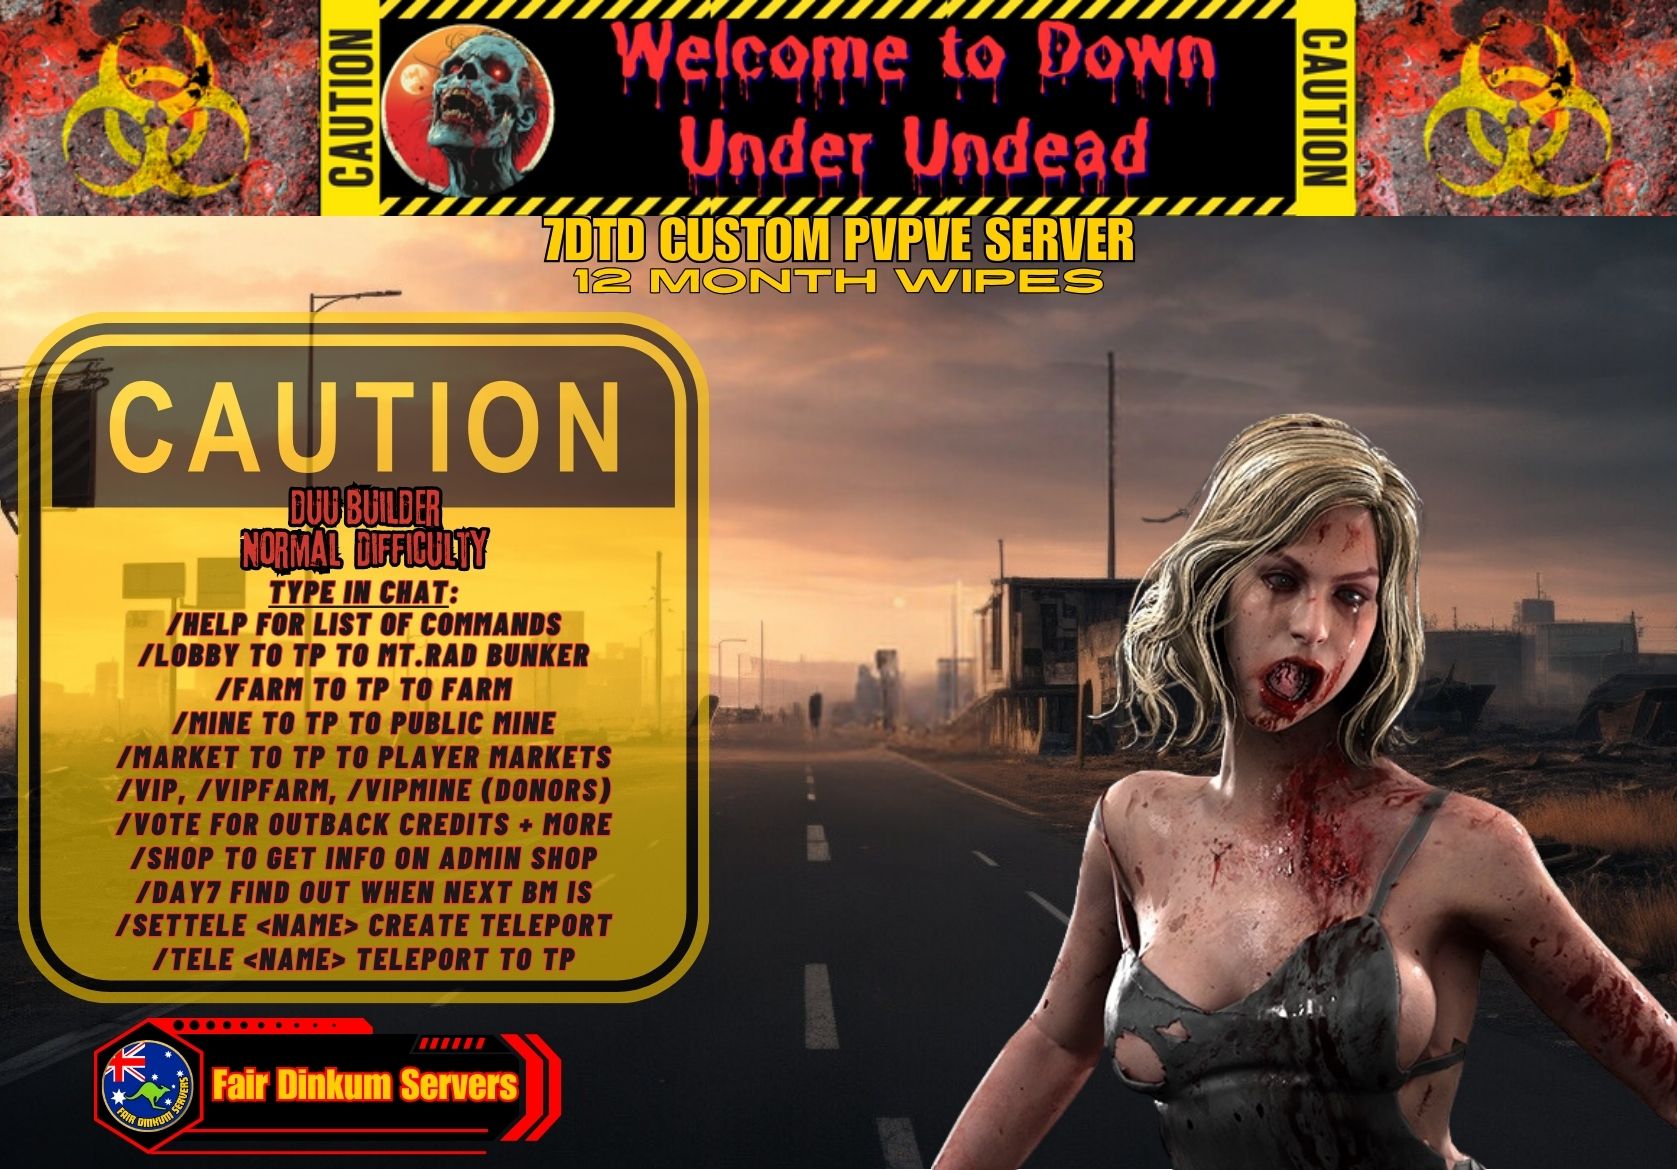 CAUTION
Welcome to Down
Under Undead
CAUTION
7DTD CUSTOM PVPVE SERVER
12 MONTH WIPES
CAUTION
DUU BUILDER
NORMAL DIFFICULTY
TYPE IN CHAT:
/HELP FOR LIST OF COMMANDS
/LOBBY TO TP TO MT.RAD BUNKER
/FARM TO TP TO FARM
/MINE TO TP TO PUBLIC MINE
/MARKET TO TP TO PLAYER MARKETS
/VIP, /VIPFARM, /VIPMINE (DONORS)
/VOTE FOR OUTBACK CREDITS + MORE
/SHOP TO GET INFO ON ADMIN SHOP
/DAY7 FIND OUT WHEN NEXT BM IS
/SETTELE <NAME> CREATE TELEPORT
/TELE <NAME> TELEPORT TO TP
FAIR DINKUM SERVERS
Fair Dinkum Servers